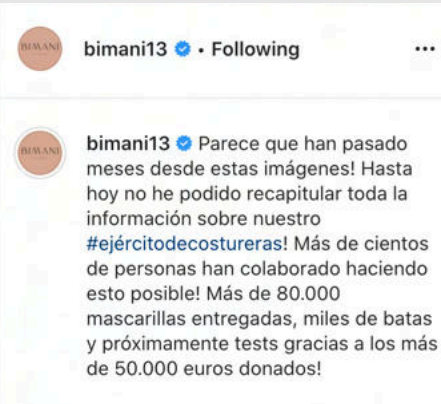 BIMANI
bimani13 • Following
BIMANI
bimani13 Parece que han pasado
meses desde estas imágenes! Hasta
hoy no he podido recapitular toda la
información sobre nuestro
#ejércitodecostureras! Más de cientos
de personas han colaborado haciendo
esto posible! Más de 80.000
mascarillas entregadas, miles de batas
y próximamente tests gracias a los más
de 50.000 euros donados!